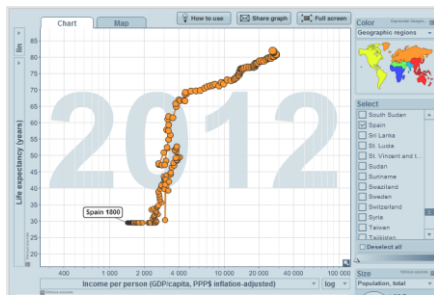 Chart
Map
How to use
Share graph
Full screen
Color
Geographic regions
lin
Life expectancy (years)
85
80
75
70
65
60
55
50
45
40
35
30
25
20
2012
Spain 1800
400
1 000
2 000
4 000
10 000
20 000
40 000
100 000
Income per person (GDP/capita, PPP$ inflation-adjusted)
log
Select
South Sudan
Spain
Sri Lanka
St. Lucia
St. Vincent and t
Sudan
Suriname
Swaziland
Sweden
Switzerland
Syria
Taiwan
Tajikistan
Deselect all
Size
Population, total